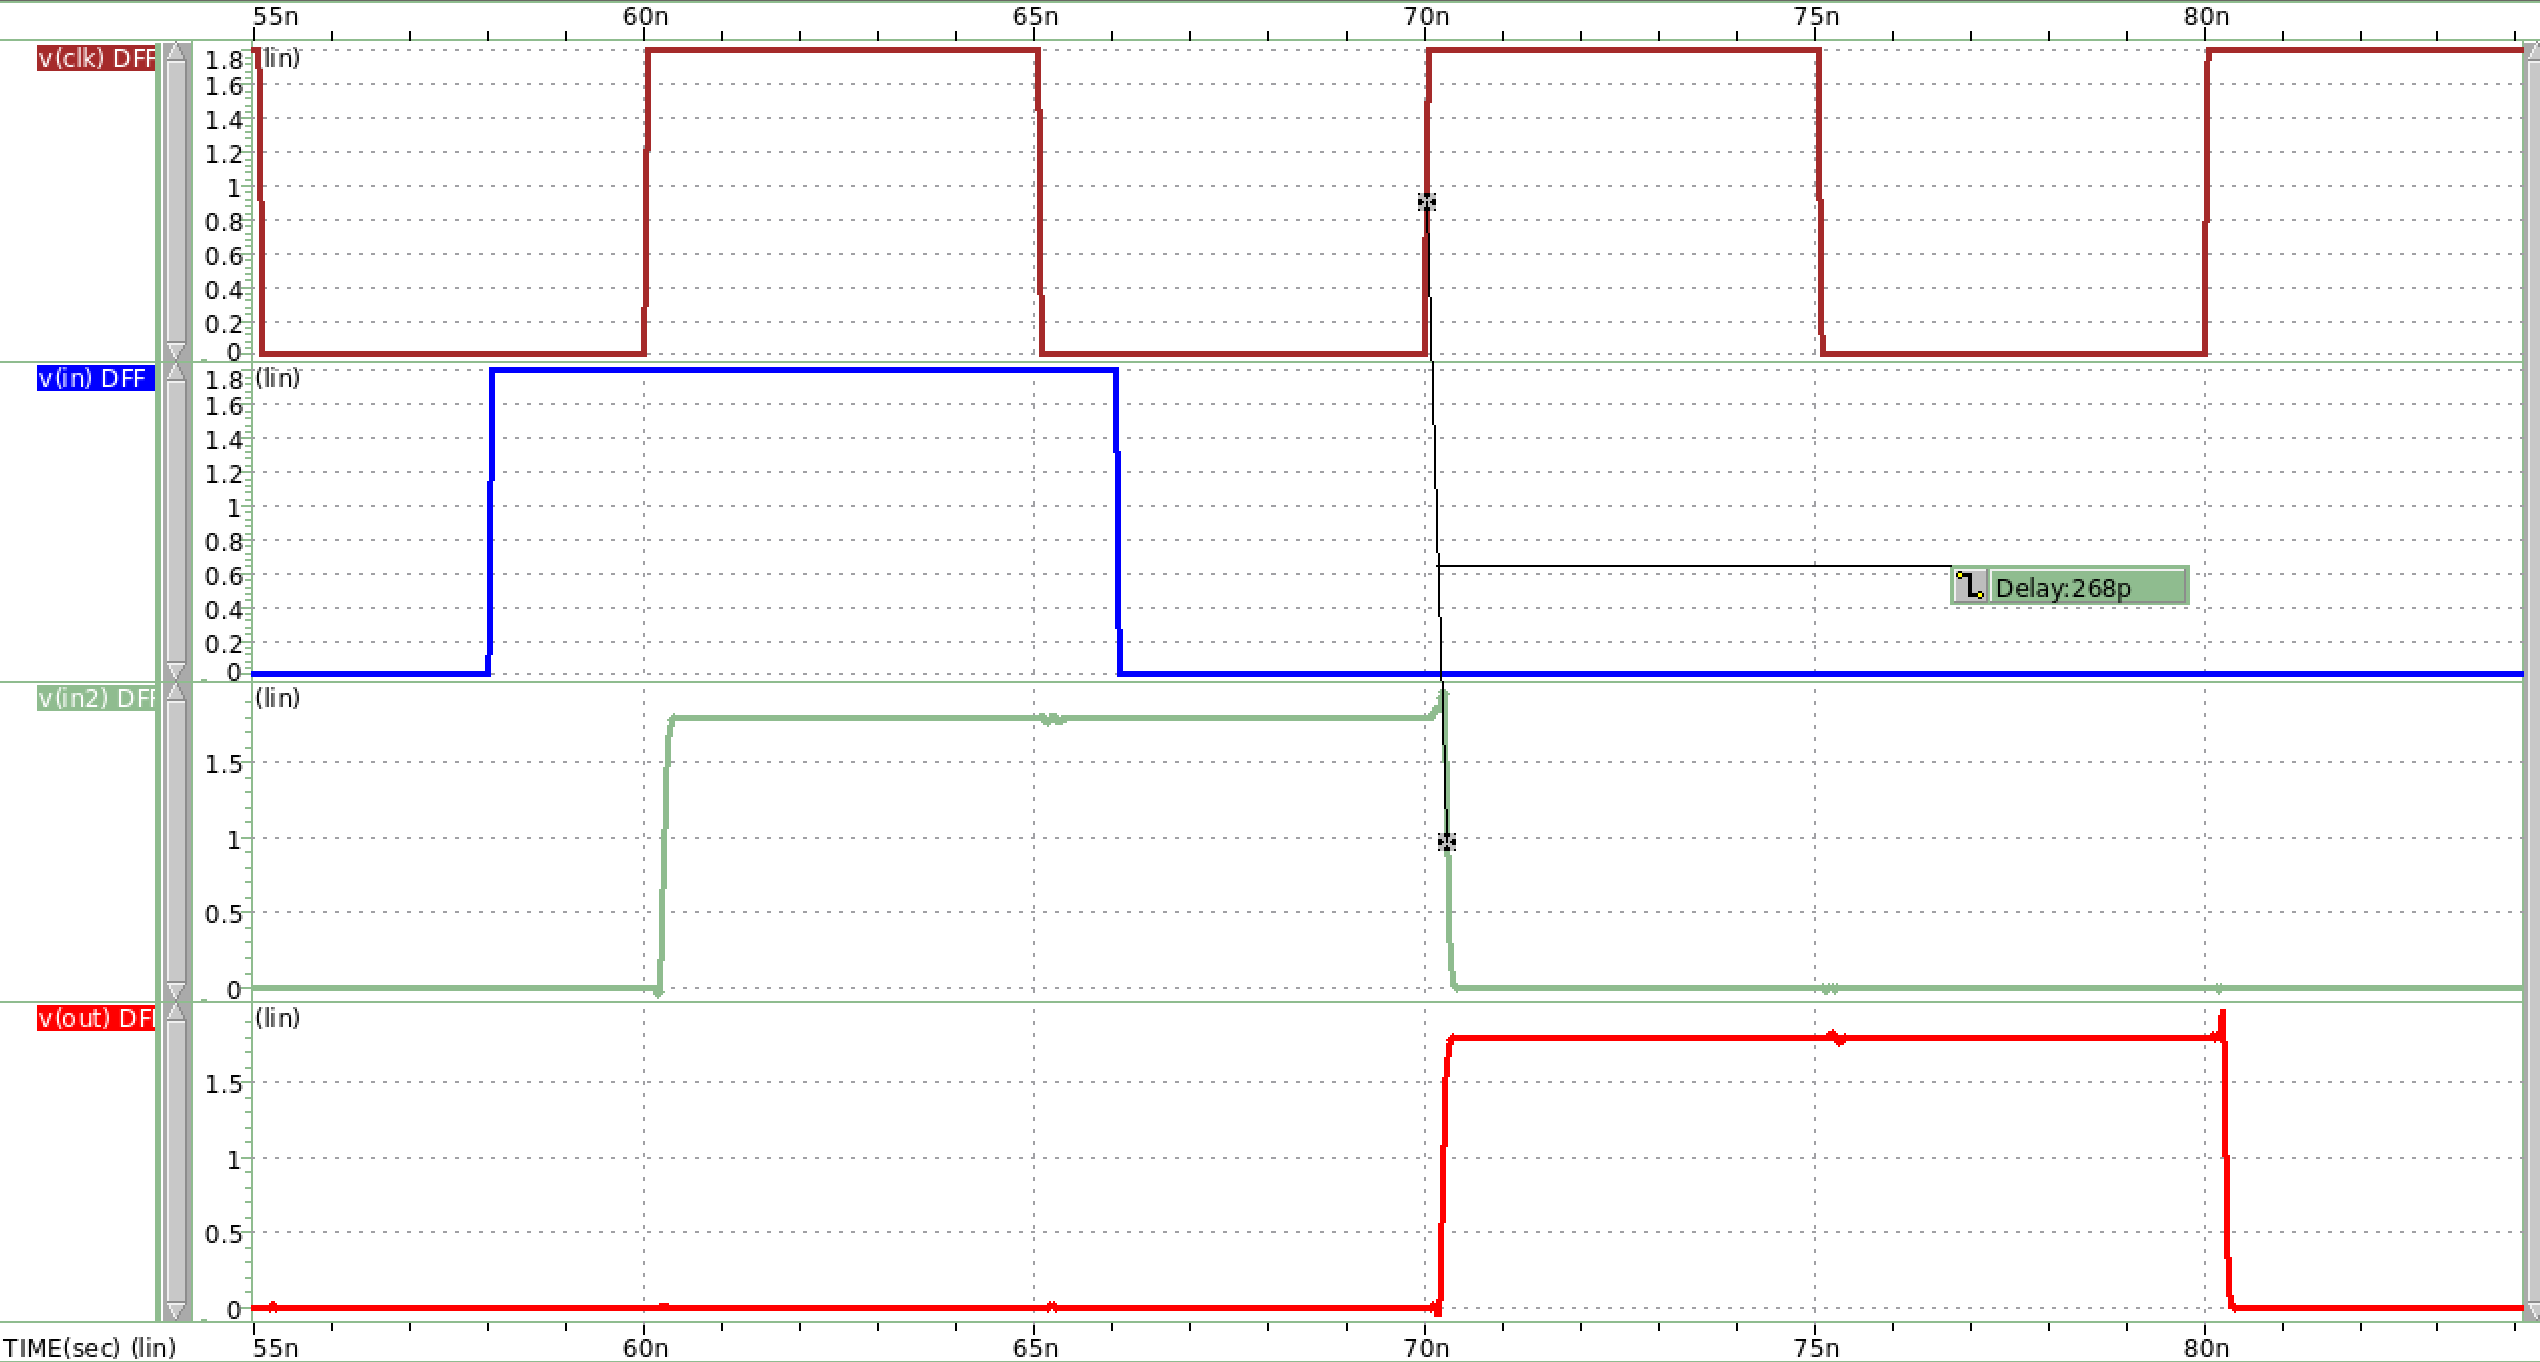 55n 60n 65n 70n 75n 80n
v(clk) DFF
(lin)
1.8
1.6
1.4
1.2
1
0.8
0.6
0.4
0.2
0
v(in) DFF
(lin)
1.8
1.6
1.4
1.2
1
0.8
0.6
0.4
0.2
0
Delay:268p
v(in2) DFF
(lin)
1.5
1
0.5
0
v(out) DF
(lin)
1.5
1
0.5
0
TIME(sec) (lin) 55n 60n 65n 70n 75n 80n